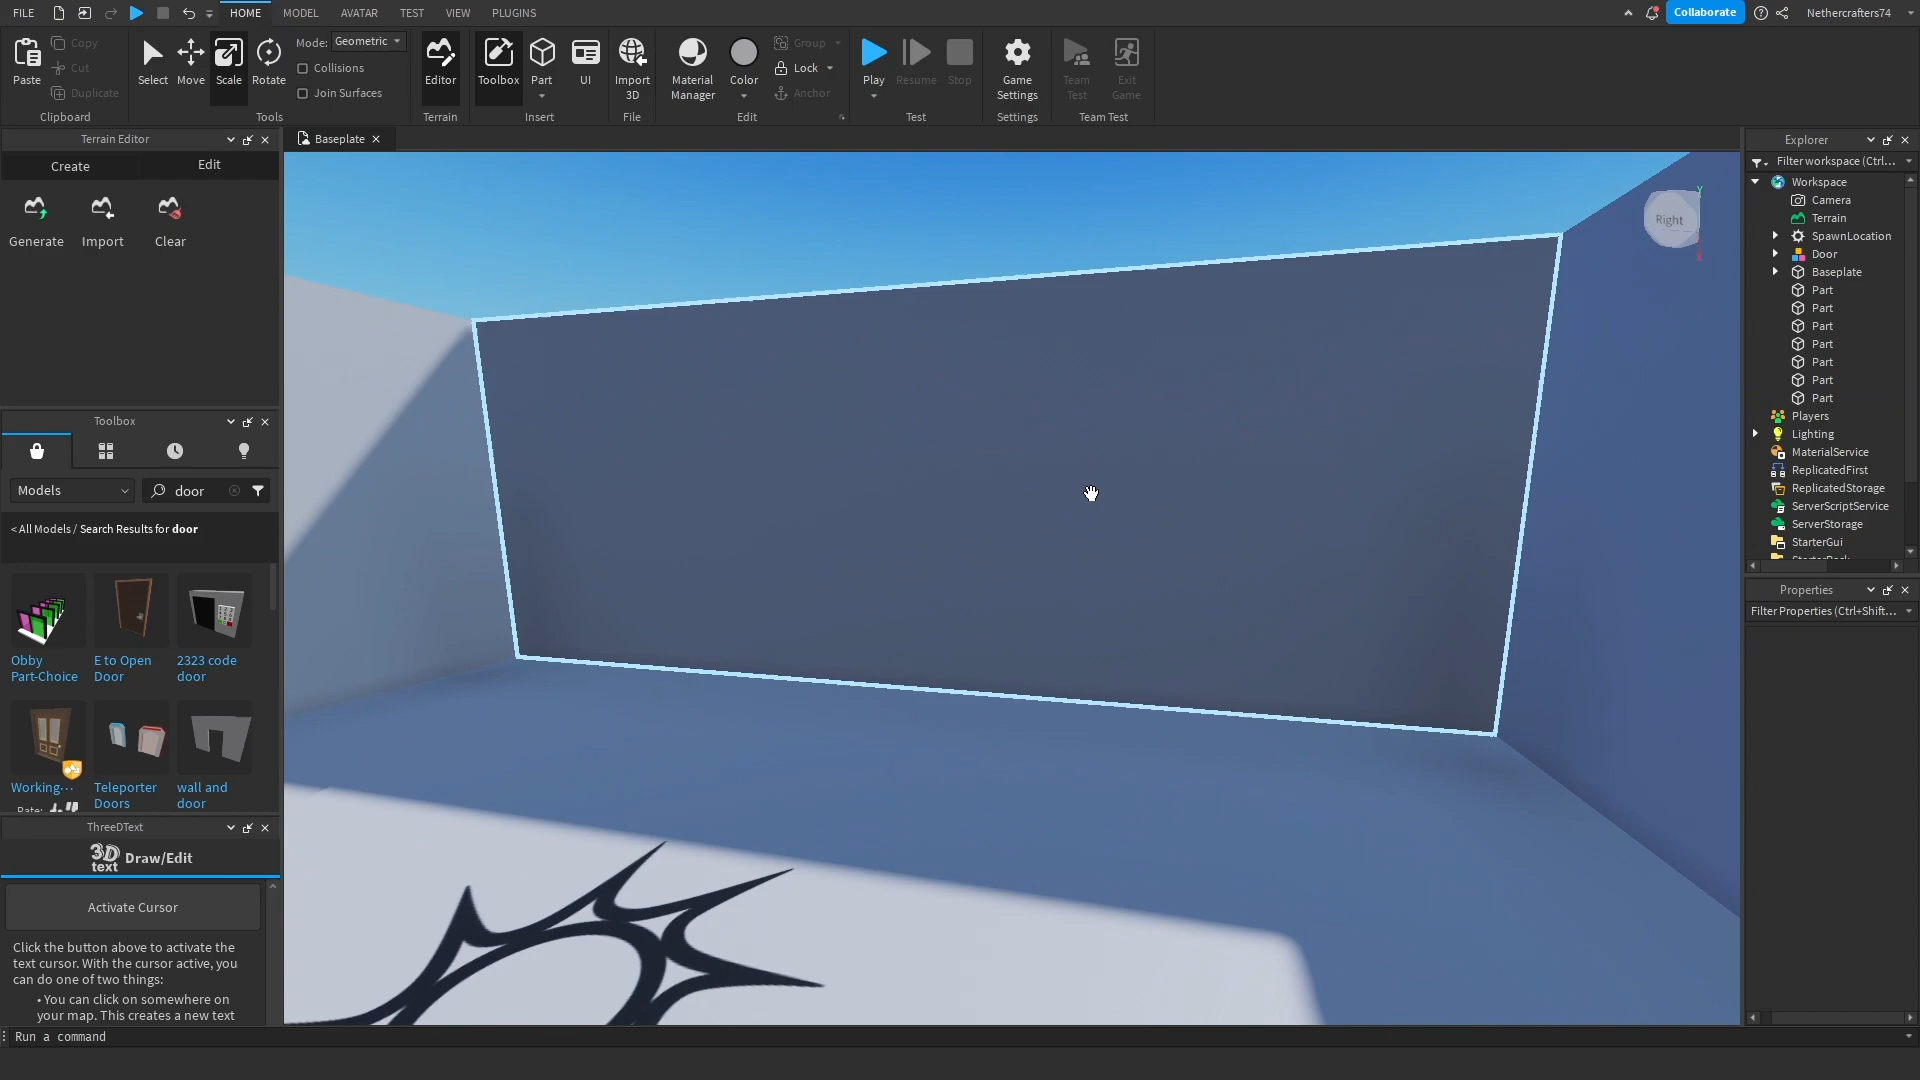 FILE
HOME
MODEL
AVATAR
TEST
VIEW
PLUGINS
Collaborate
Nethercrafters74
Paste
Copy
Cut
Duplicate
Clipboard
Select
Move
Scale
Rotate
Mode: Geometric
Collisions
Join Surfaces
Tools
Editor
Terrain
Toolbox
Part
UI
Insert
Import
3D
File
Material
Manager
Color
Group
Lock
Anchor
Edit
Play
Resume
Stop
Test
Game
Settings
Settings
Team
Test
Exit
Game
Team Test
Terrain Editor
Create
Edit
Generate
Import
Clear
Toolbox
Models
door
< All Models / Search Results for door
Obby
Part-Choice
E to Open
Door
2323 code
door
Working...
Teleporter
Doors
wall and
door
Rate:
ThreeDText
3D
text
Draw/Edit
Activate Cursor
Click the button above to activate the
text cursor. With the cursor active, you
can do one of two things:
• You can click on somewhere on
your map. This creates a new text
Run a command
Baseplate
Right
Y
X
Explorer
Filter workspace (Ctrl...
Workspace
Camera
Terrain
SpawnLocation
Door
Baseplate
Part
Part
Part
Part
Part
Part
Part
Players
Lighting
MaterialService
ReplicatedFirst
ReplicatedStorage
ServerScriptService
ServerStorage
StarterGui
Properties
Filter Properties (Ctrl+Shift...